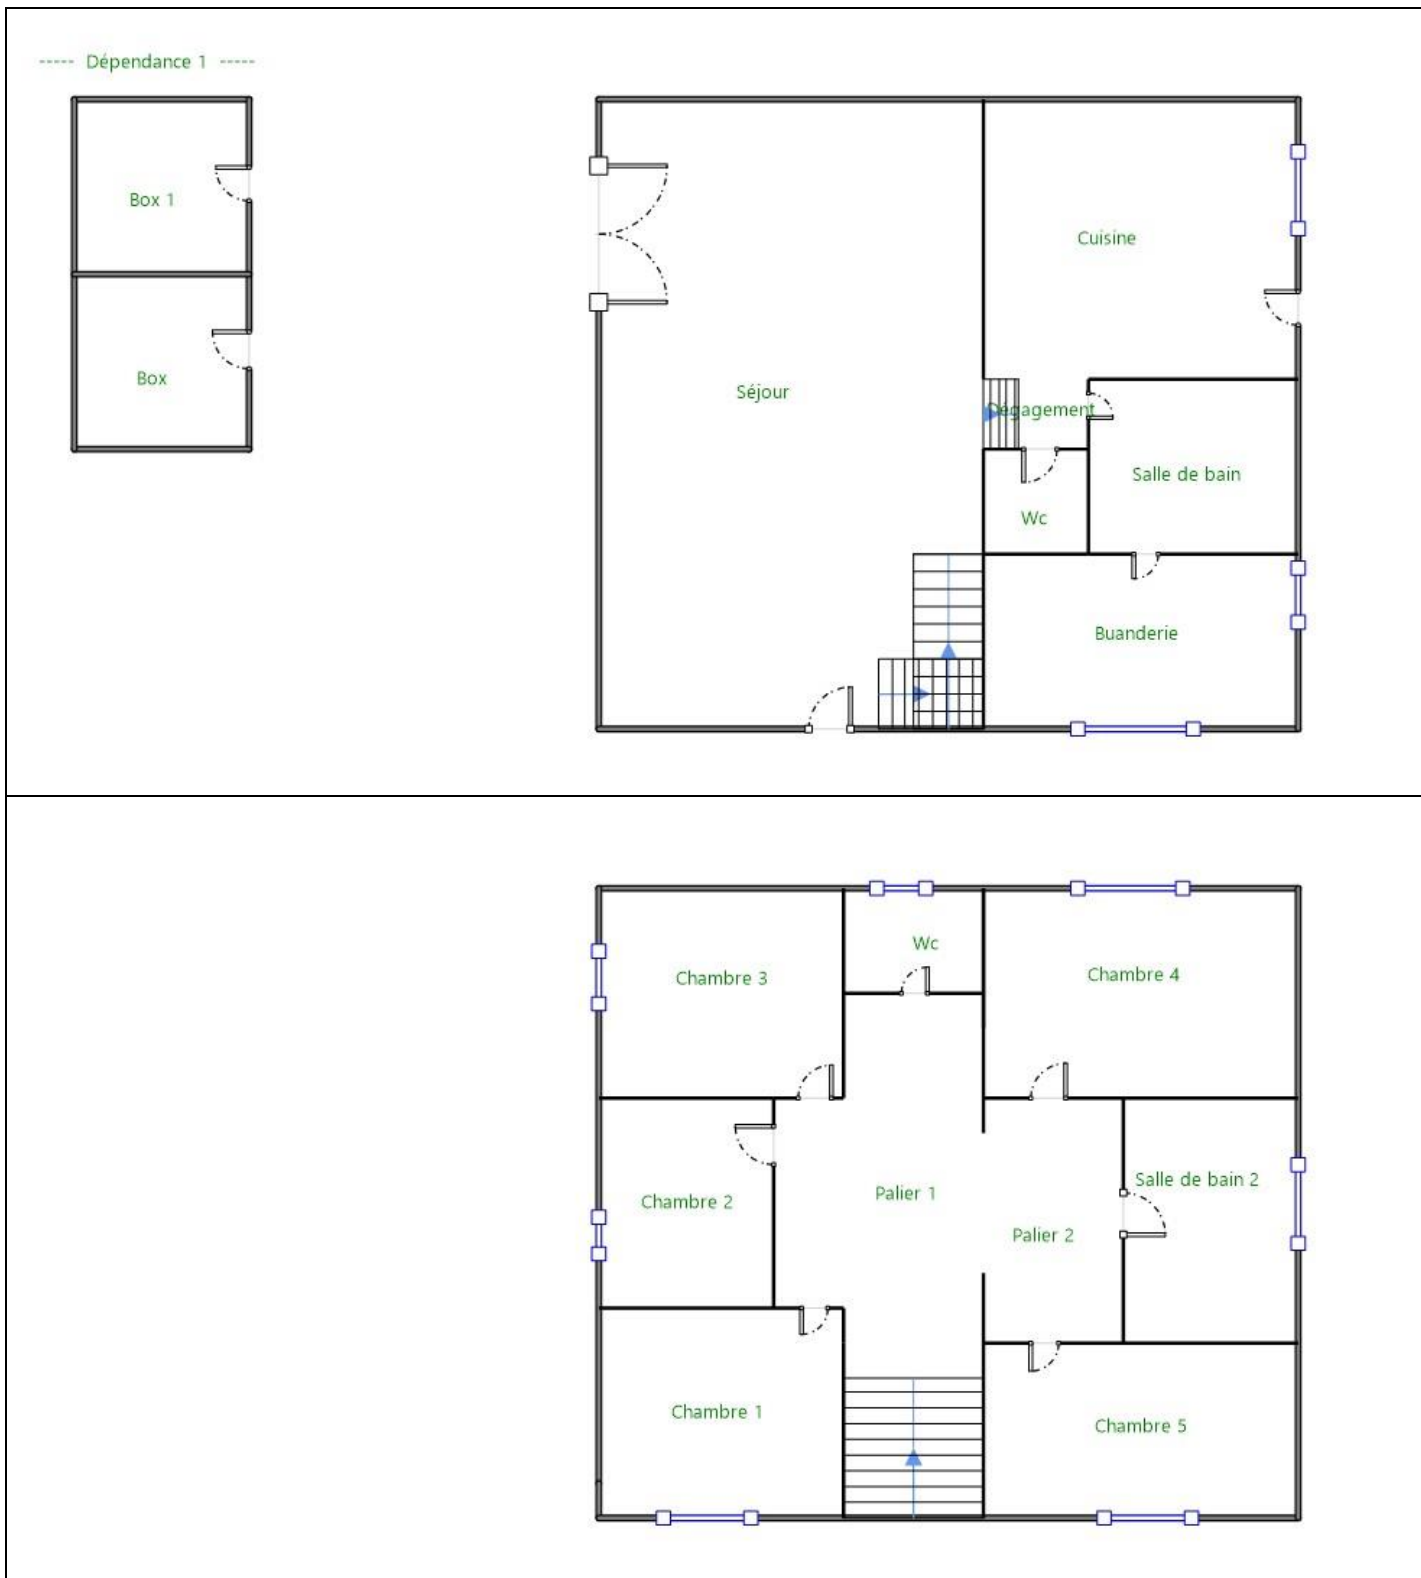 ----- Dépendance 1 -----
Box 1
Box
Cuisine
Séjour
Dégagement
Salle de bain
Wc
Buanderie
Wc
Chambre 3
Chambre 4
Salle de bain 2
Palier 1
Chambre 2
Palier 2
Chambre 1
Chambre 5